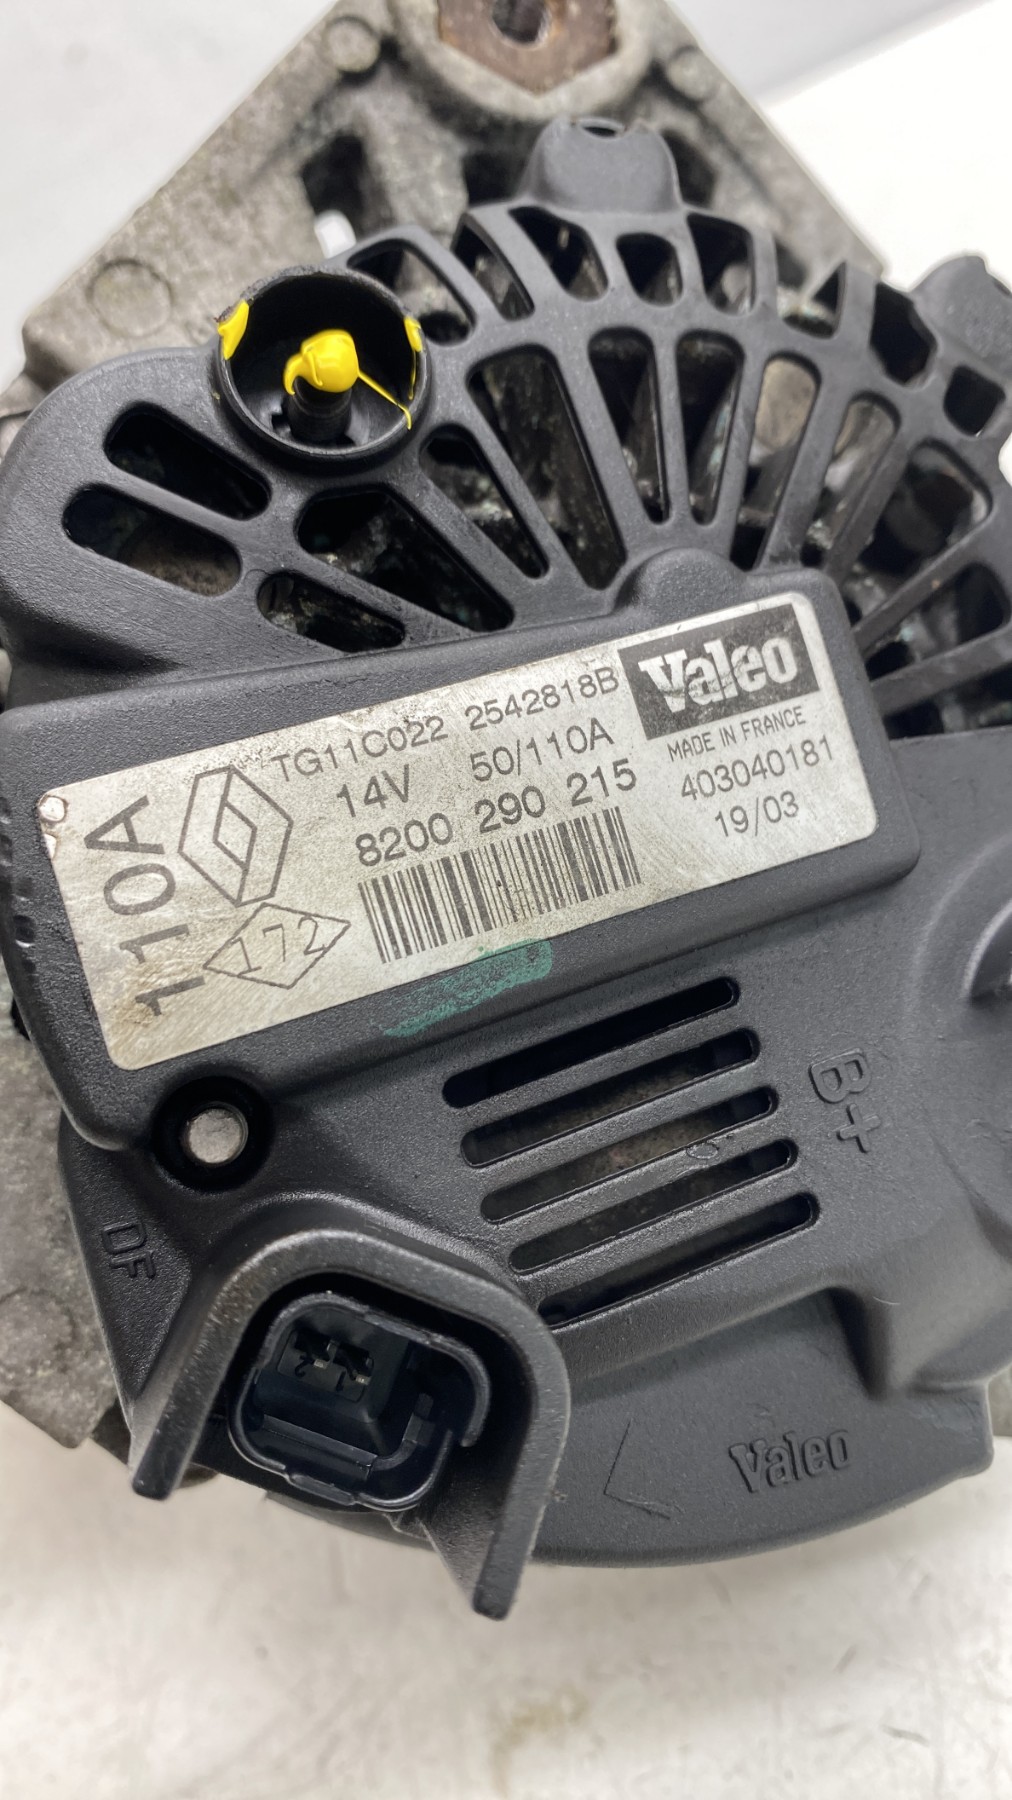 TG11C022 2542818B
14V 50/110A
8200 290 215
Valeo
MADE IN FRANCE
403040181
19/03
110A
172
B+
DF
Valeo